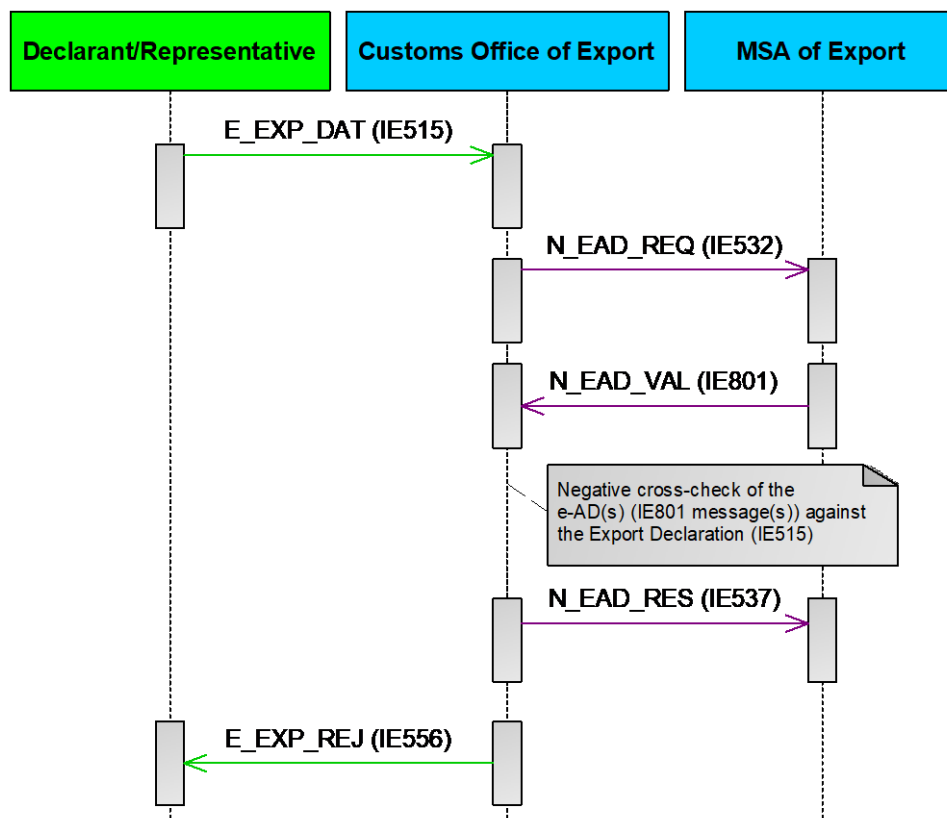 Declarant/Representative
Customs Office of Export
MSA of Export
E_EXP_DAT (IE515)
N_EAD_REQ (IE532)
N_EAD_VAL (IE801)
Negative cross-check of the
e-AD(s) (IE801 message(s)) against
the Export Declaration (IE515)
N_EAD_RES (IE537)
E_EXP_REJ (IE556)